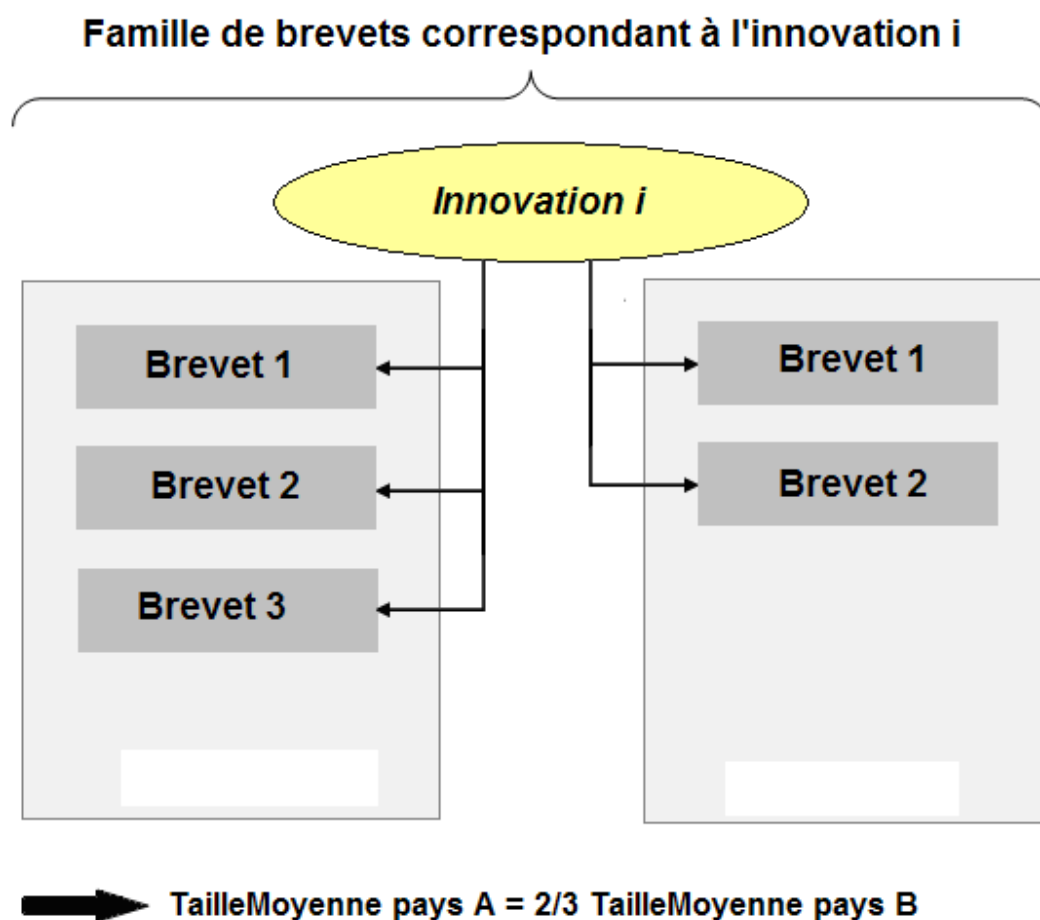 Famille de brevets correspondant à l'innovation i
Innovation i
Brevet 1
Brevet 2
Brevet 3
Brevet 1
Brevet 2
TailleMoyenne pays A = 2/3 TailleMoyenne pays B